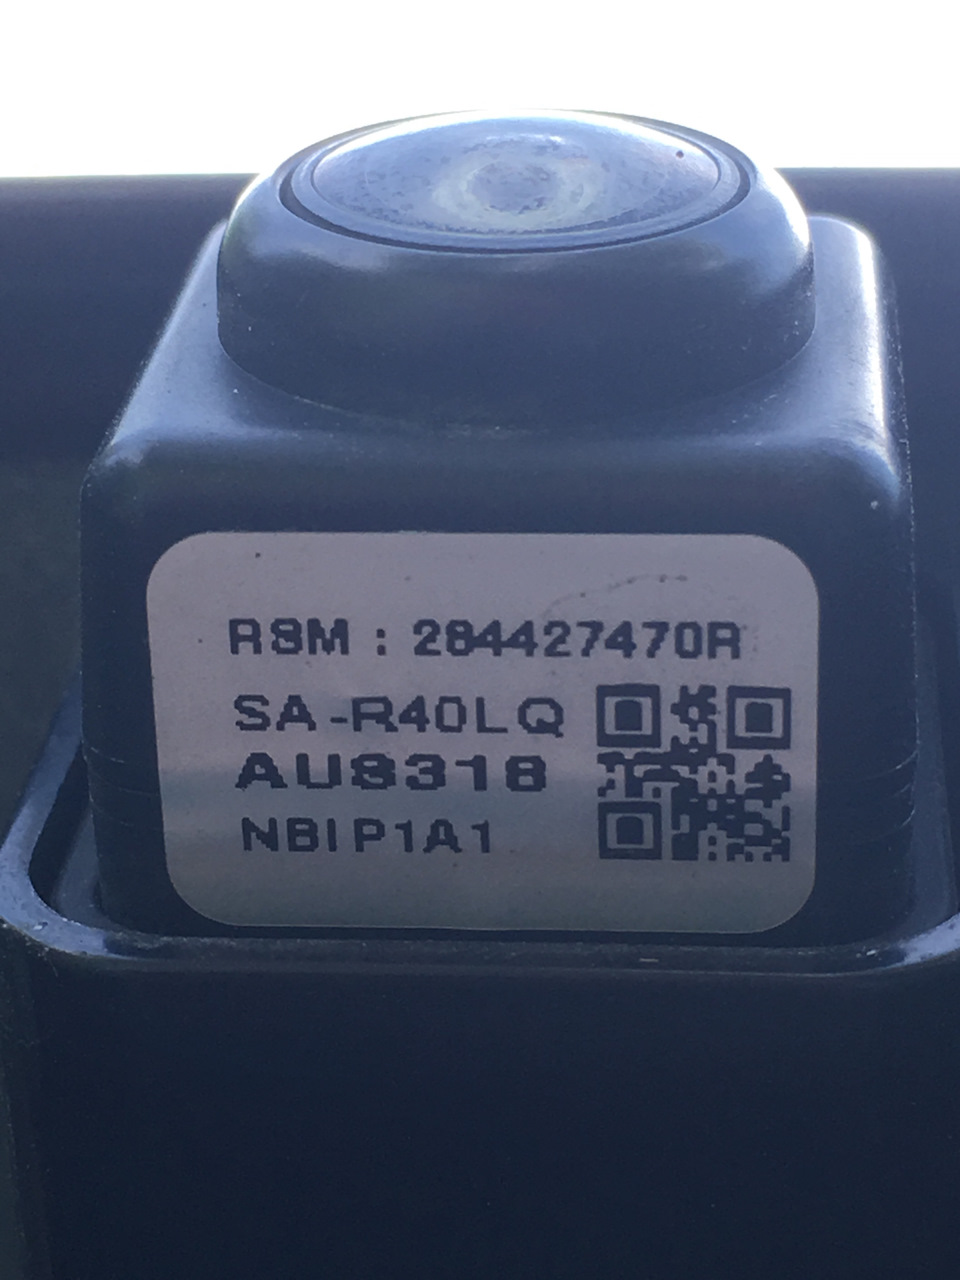 RSM : 284427470R
SA-R40LQ
AU8318
NBIP1A1